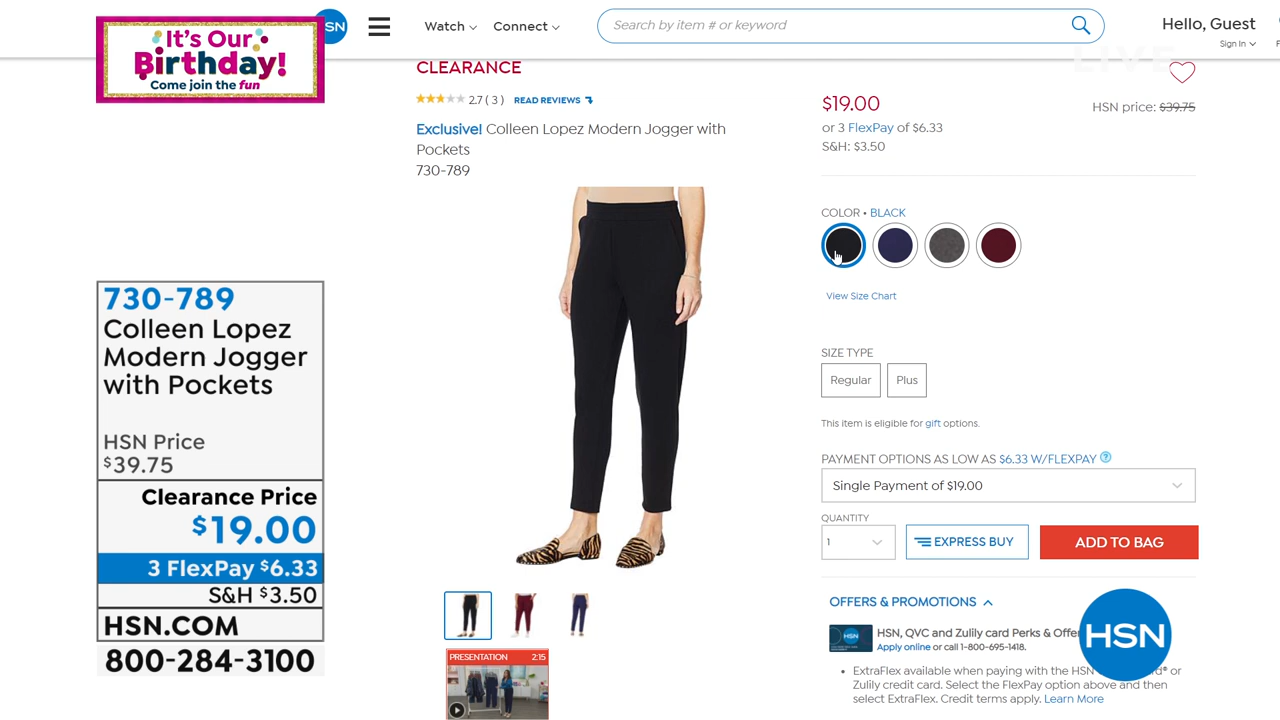 It's Our
Birthday!
Come join the fun
SN
Watch
Connect
Search by item # or keyword
Hello, Guest
Sign In
LIVE
CLEARANCE
2.7 ( 3 )
READ REVIEWS
Exclusive! Colleen Lopez Modern Jogger with
Pockets
730-789
$19.00
HSN price: $39.75
or 3 FlexPay of $6.33
S&H: $3.50
COLOR • BLACK
View Size Chart
SIZE TYPE
Regular
Plus
This item is eligible for gift options.
PAYMENT OPTIONS AS LOW AS $6.33 W/FLEXPAY ?
Single Payment of $19.00
QUANTITY
1
EXPRESS BUY
ADD TO BAG
OFFERS & PROMOTIONS
HSN, QVC and Zulily card Perks & Offe
Apply online or call 1-800-695-1418.
• ExtraFlex available when paying with the HSN
® or
Zulily credit card. Select the FlexPay option above and then
select ExtraFlex. Credit terms apply. Learn More
HSN
PRESENTATION 2:15
730-789
Colleen Lopez
Modern Jogger
with Pockets
HSN Price
$39.75
Clearance Price
$19.00
3 FlexPay $6.33
S&H $3.50
HSN.COM
800-284-3100